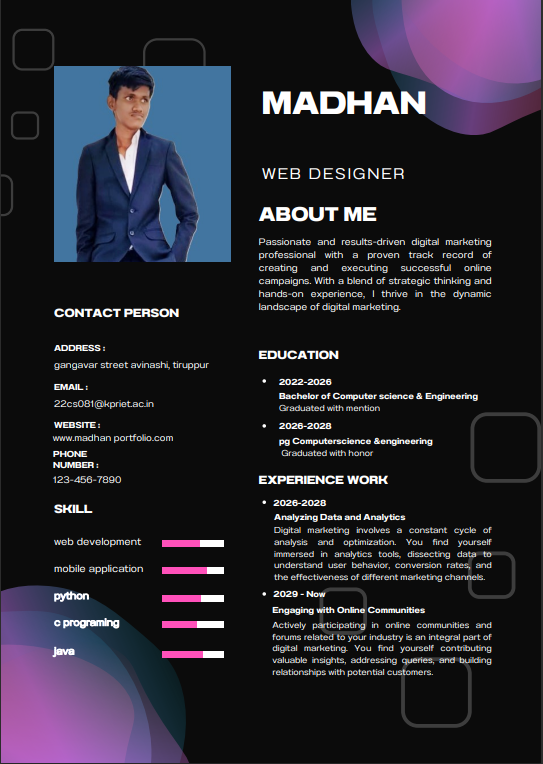 MADHAN
WEB DESIGNER
ABOUT ME
Passionate and results-driven digital marketing
professional with a proven track record of
creating and executing successful online
campaigns. With a blend of strategic thinking and
hands-on experience, I thrive in the dynamic
landscape of digital marketing.
CONTACT PERSON
ADDRESS :
gangavar street avinashi, tiruppur
EMAIL :
22cs081@kpriet.ac.in
WEBSITE :
www.madhan portfolio.com
PHONE
NUMBER :
123-456-7890
SKILL
web development
mobile application
python
c programing
java
EDUCATION
2022-2026
Bachelor of Computer science & Engineering
Graduated with mention
2026-2028
pg Computerscience &engineering
Graduated with honor
EXPERIENCE WORK
2026-2028
Analyzing Data and Analytics
Digital marketing involves a constant cycle of
analysis and optimization. You find yourself
immersed in analytics tools, dissecting data to
understand user behavior, conversion rates, and
the effectiveness of different marketing channels.
2029 - Now
Engaging with Online Communities
Actively participating in online communities and
forums related to your industry is an integral part of
digital marketing. You find yourself contributing
valuable insights, addressing queries, and building
relationships with potential customers.